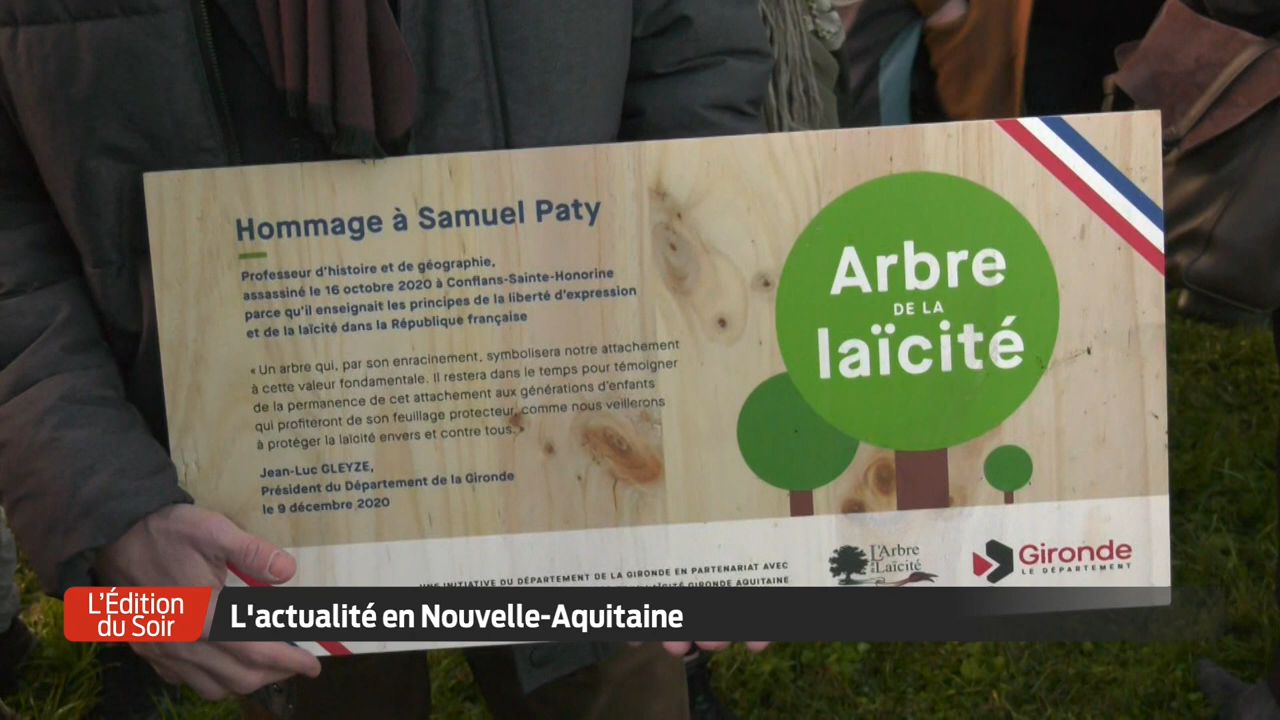 Hommage à Samuel Paty
Professeur d'histoire et de géographie,
assassiné le 16 octobre 2020 à Conflans-Sainte-Honorine
parce qu'il enseignait les principes de la liberté d'expression
et de la laïcité dans la République française
« Un arbre qui, par son enracinement, symbolisera notre attachement
à cette valeur fondamentale. Il restera dans le temps pour témoigner
de la permanence de cet attachement aux générations d'enfants
qui profiteront de son feuillage protecteur, comme nous veillerons
à protéger la laïcité envers et contre tous. »
Jean-Luc GLEYZE,
Président du Département de la Gironde
le 9 décembre 2020
Arbre
DE LA
laïcité
UNE INITIATIVE DU DÉPARTEMENT DE LA GIRONDE EN PARTENARIAT AVEC
GIRONDE AQUITAINE
L'Arbre
de la Laïcité
Gironde
LE DÉPARTEMENT
L'Édition
du Soir
L'actualité en Nouvelle-Aquitaine